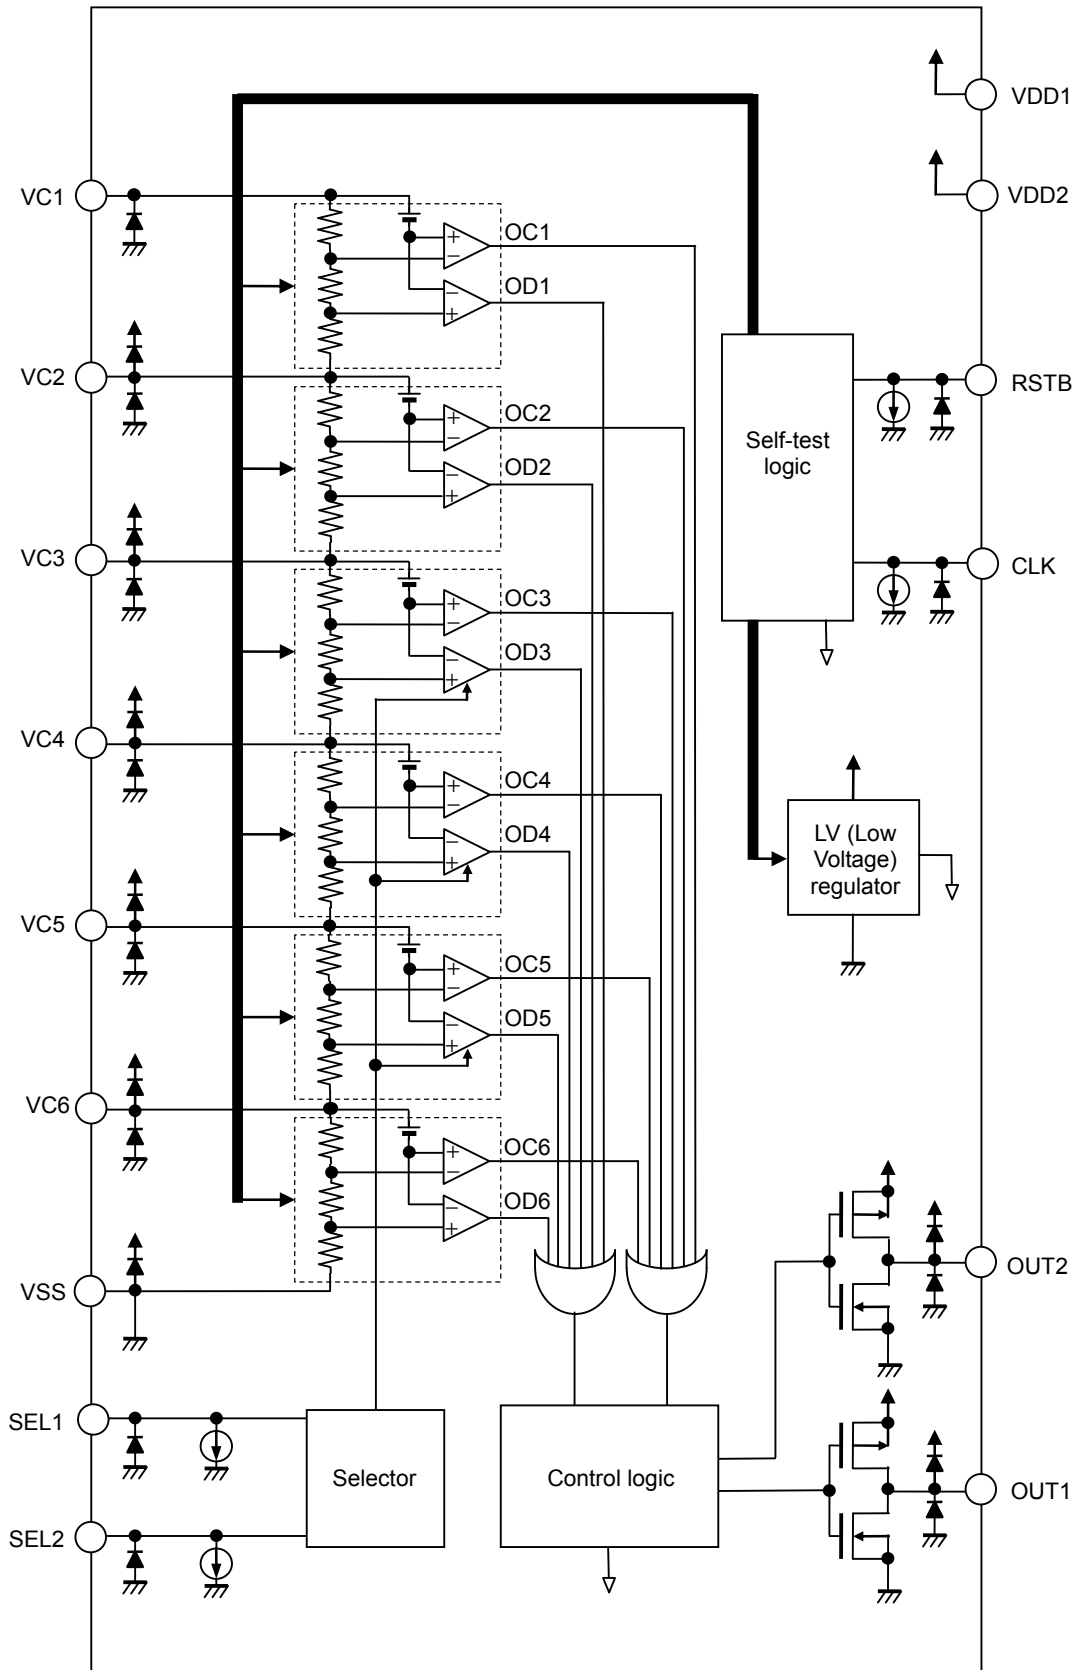 VDD1
VC1
VDD2
OC1
OD1
VC2
RSTB
OC2
Self-test
logic
OD2
VC3
CLK
OC3
OD3
VC4
OC4
LV (Low
Voltage)
regulator
OD4
VC5
OC5
OD5
VC6
OC6
OD6
OUT2
VSS
SEL1
Selector
Control logic
OUT1
SEL2
+
−
−
+
+
−
−
+
+
−
−
+
+
−
−
+
+
−
−
+
+
−
−
+